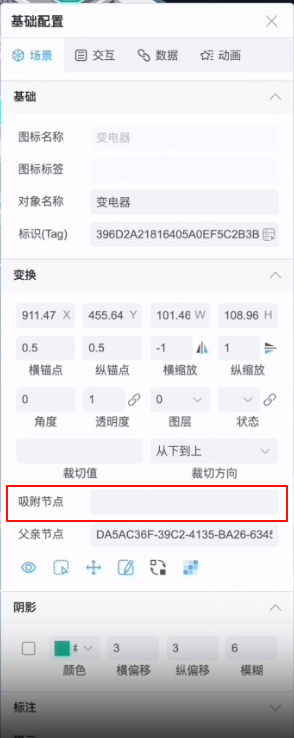 基础配置
场景 交互 数据 动画
基础
图标名称 变电器
图标标签
对象名称 变电器
标识(Tag) 396D2A21816405A0EF5C2B3B
变换
911.47 X 455.64 Y 101.46 W 108.96 H
0.5 0.5 -1 1
横锚点 纵锚点 横缩放 纵缩放
0 1 0
角度 透明度 图层 状态
从下到上
裁切值 裁切方向
吸附节点
父亲节点 DA5AC36F-39C2-4135-BA26-6345
阴影
3 3 6
颜色 横偏移 纵偏移 模糊
标注